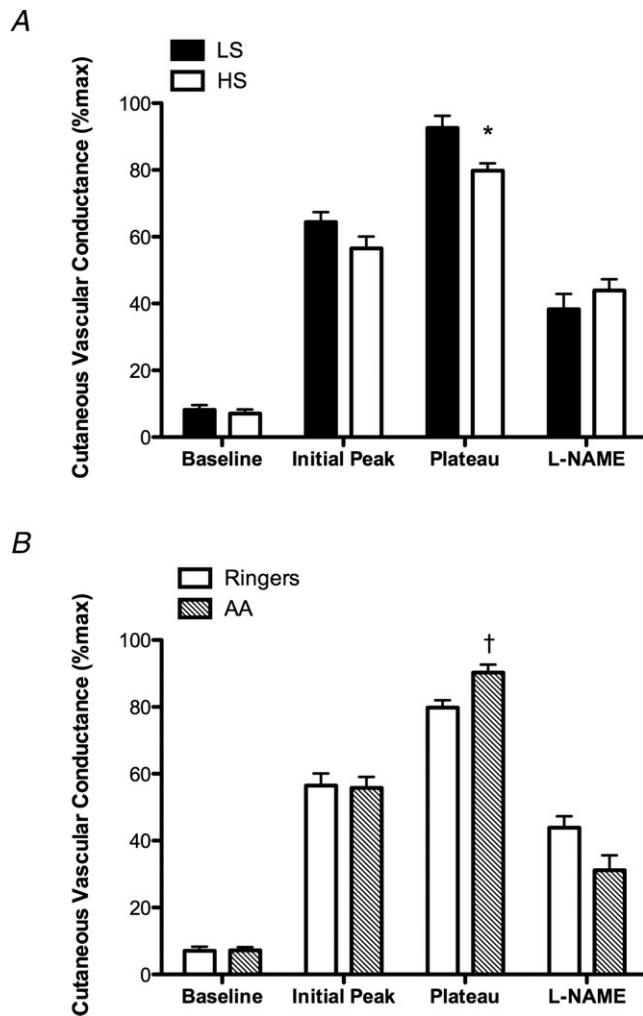 A
LS
HS
Cutaneous Vascular Conductance (%max)
100
80
*
60
40
20
0
Baseline Initial Peak Plateau L-NAME
B
Ringers
AA
Cutaneous Vascular Conductance (%max)
100
†
80
60
40
20
0
Baseline Initial Peak Plateau L-NAME